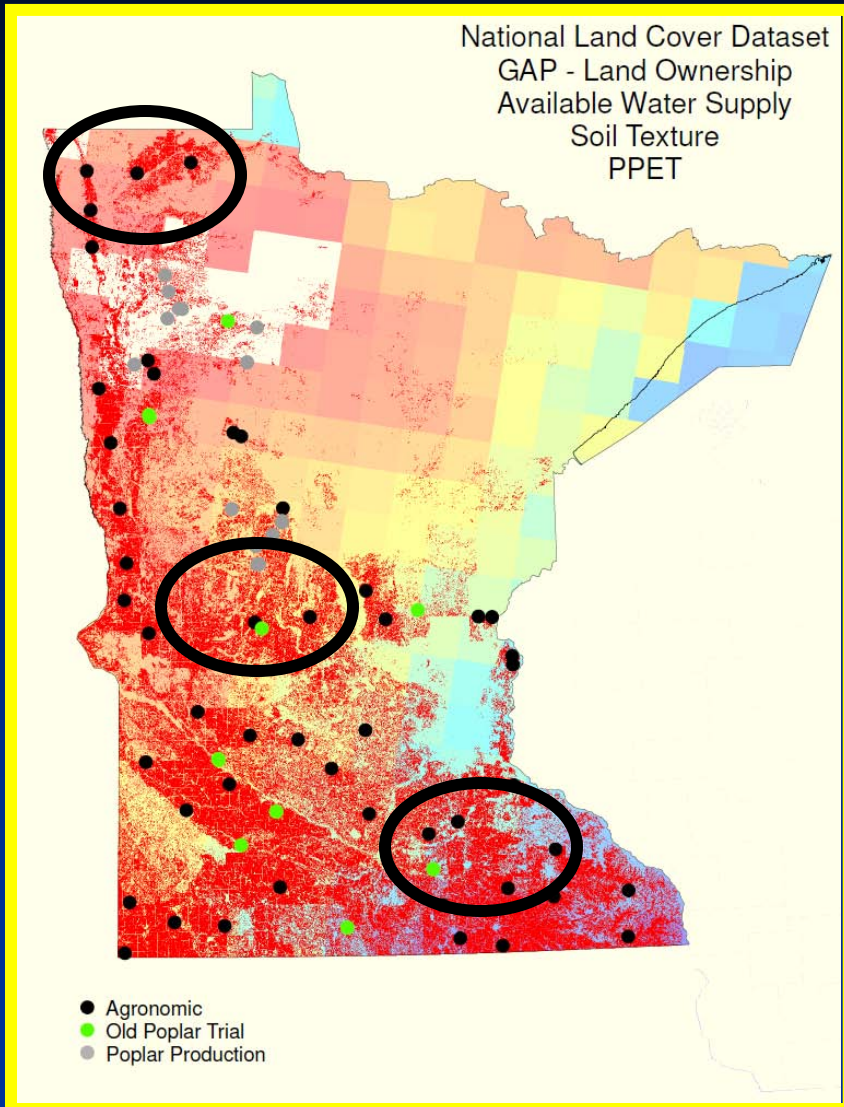 National Land Cover Dataset
GAP - Land Ownership
Available Water Supply
Soil Texture
PPET
Agronomic
Old Poplar Trial
Poplar Production